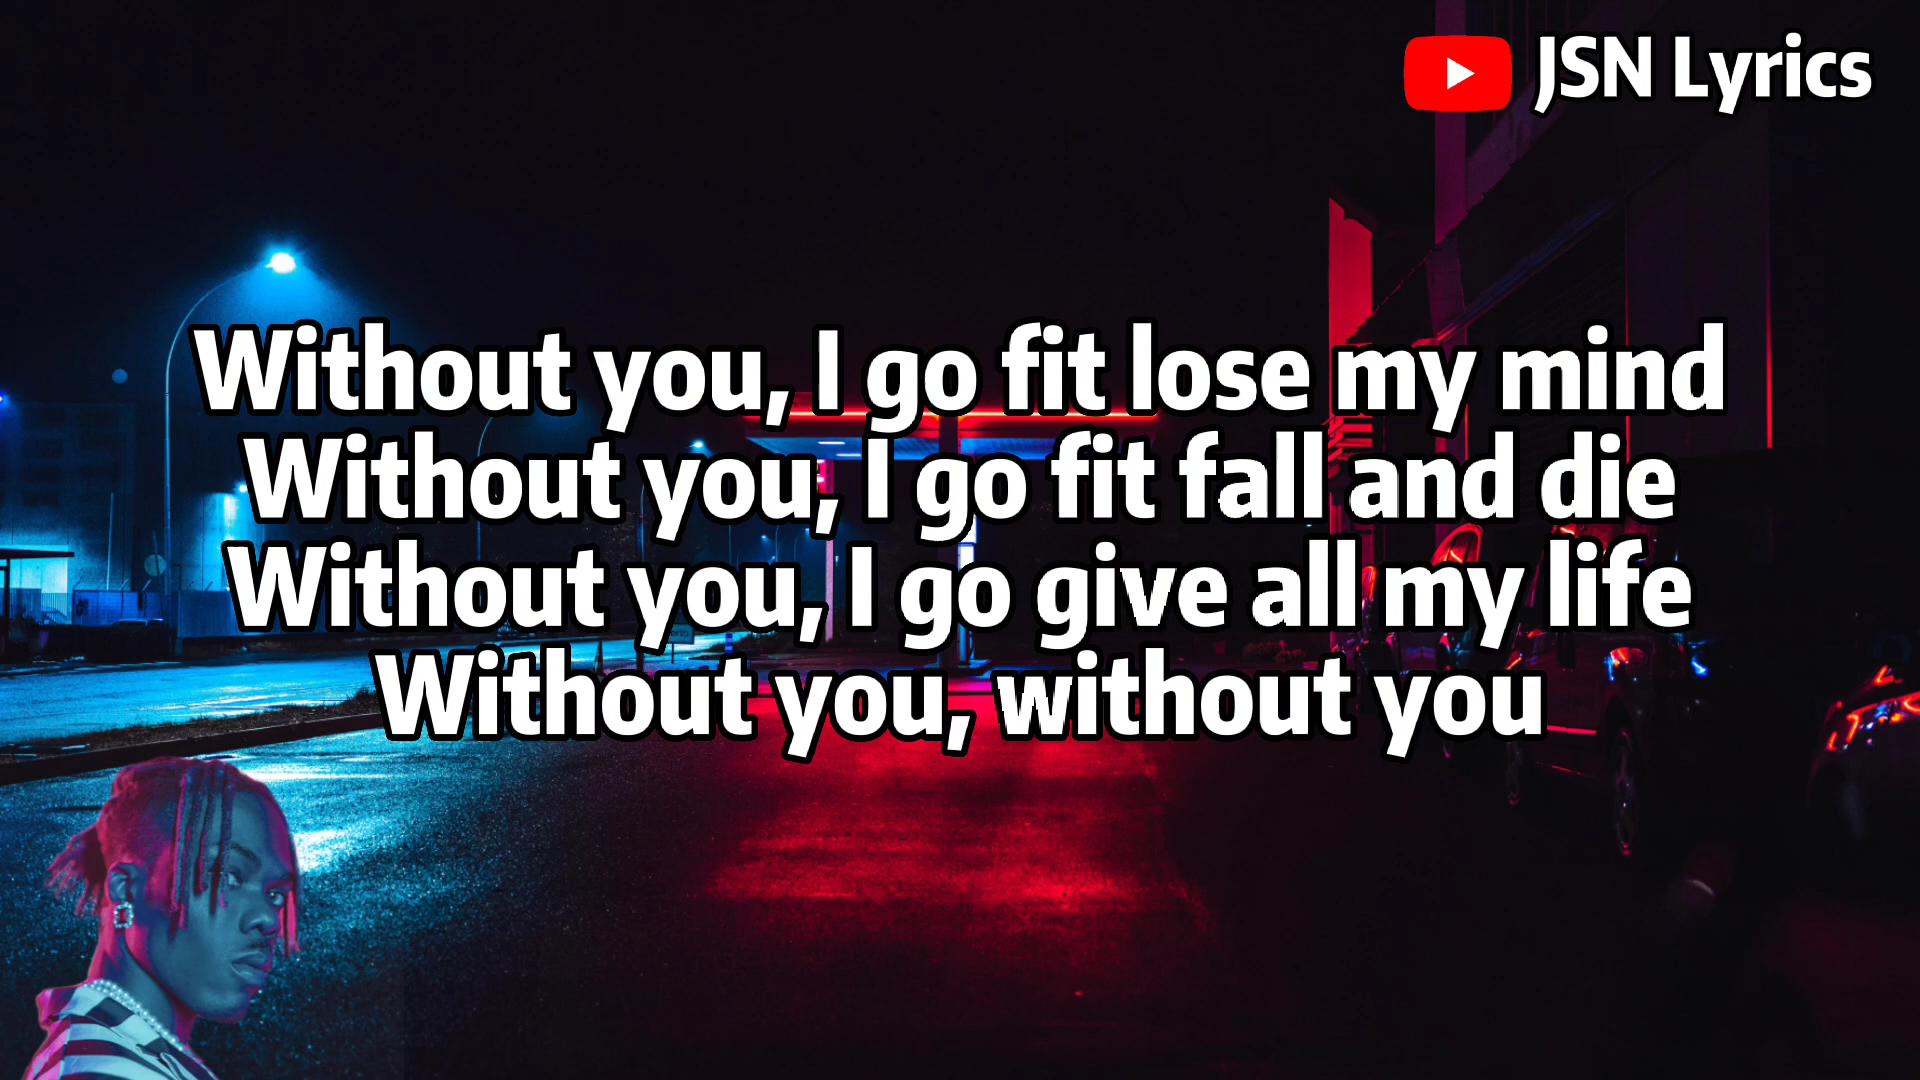 JSN Lyrics
Without you, I go fit lose my mind
Without you, I go fit fall and die
Without you, I go give all my life
Without you, without you